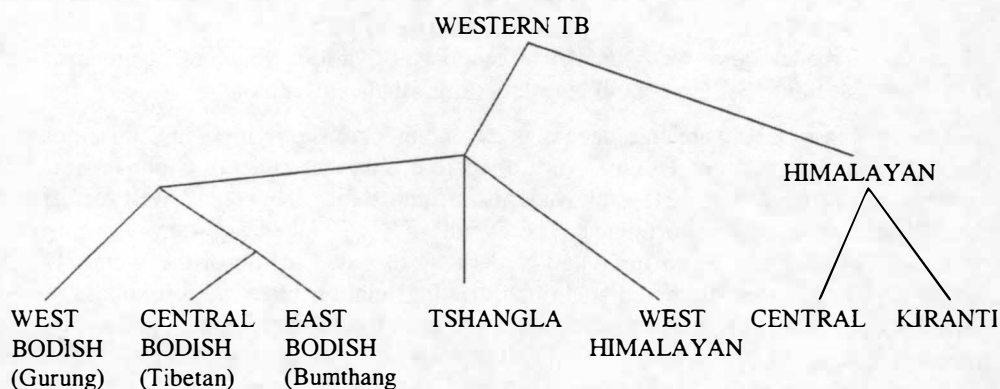 WESTERN TB
HIMALAYAN
WEST
BODISH
(Gurung)
CENTRAL
BODISH
(Tibetan)
EAST
BODISH
(Bumthang
TSHANGLA
WEST
HIMALAYAN
CENTRAL
KIRANTI